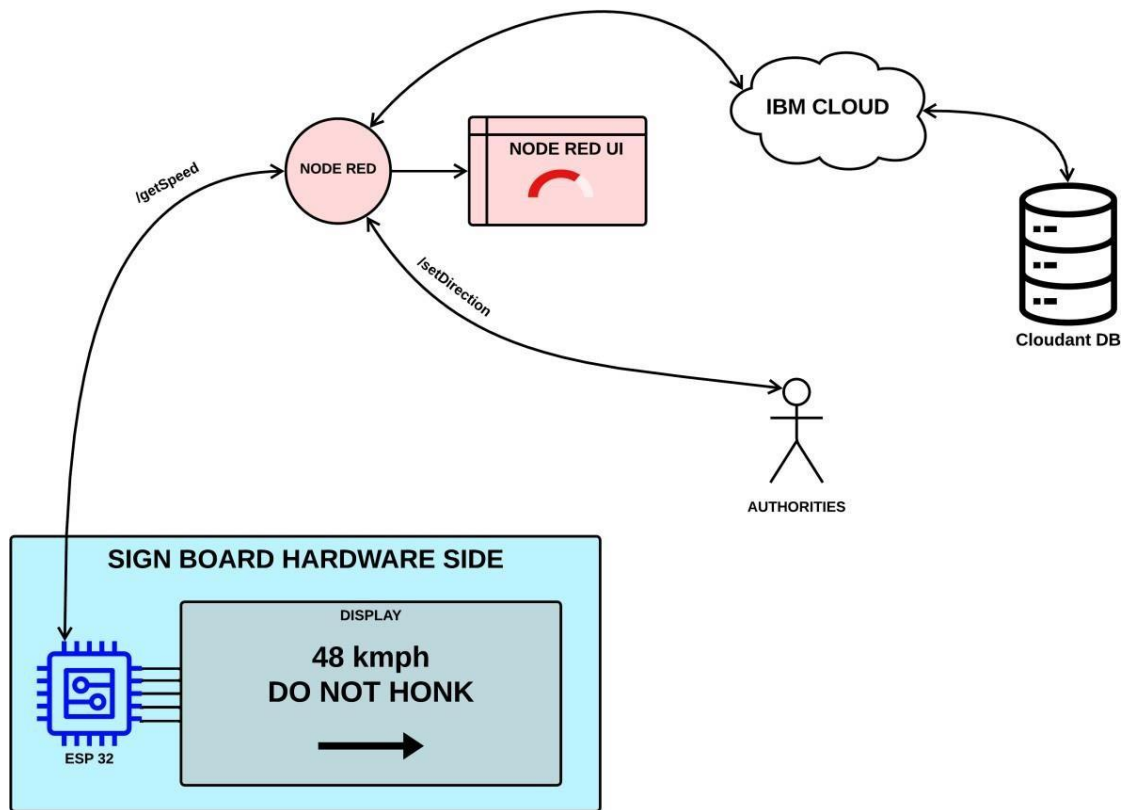 IBM CLOUD
NODE RED UI
NODE RED
/getSpeed
/setDirection
Cloudant DB
AUTHORITIES
SIGN BOARD HARDWARE SIDE
DISPLAY
48 kmph
DO NOT HONK
ESP 32